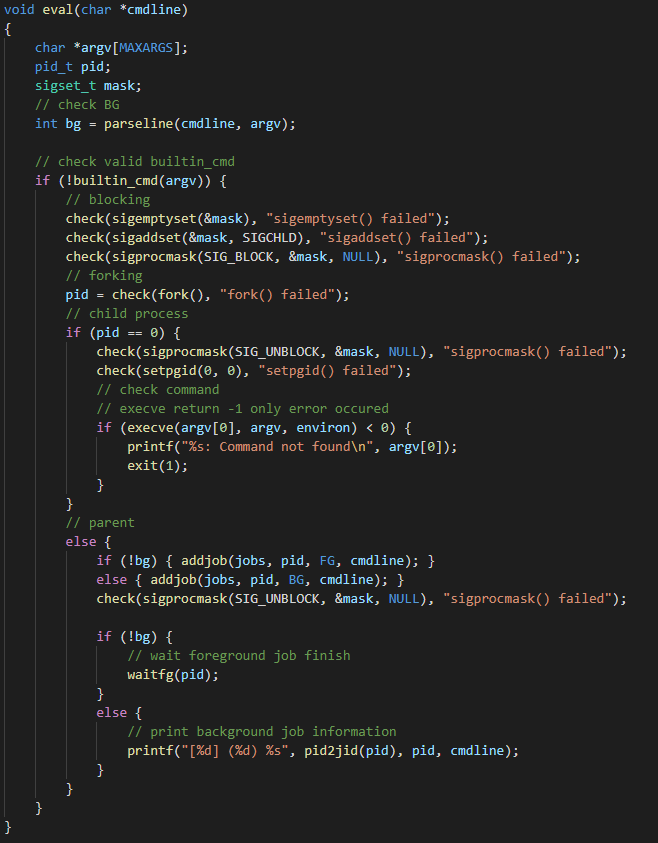 void eval(char *cmdline)
{
    char *argv[MAXARGS];
    pid_t pid;
    sigset_t mask;
    // check BG
    int bg = parseline(cmdline, argv);

    // check valid builtin_cmd
    if (!builtin_cmd(argv)) {
        // blocking
        check(sigemptyset(&mask), "sigemptyset() failed");
        check(sigaddset(&mask, SIGCHLD), "sigaddset() failed");
        check(sigprocmask(SIG_BLOCK, &mask, NULL), "sigprocmask() failed");
        // forking
        pid = check(fork(), "fork() failed");
        // child process
        if (pid == 0) {
            check(sigprocmask(SIG_UNBLOCK, &mask, NULL), "sigprocmask() failed");
            check(setpgid(0, 0), "setpgid() failed");
            // check command
            // execve return -1 only error occured
            if (execve(argv[0], argv, environ) < 0) {
                printf("%s: Command not found\n", argv[0]);
                exit(1);
            }
        }
        // parent
        else {
            if (!bg) { addjob(jobs, pid, FG, cmdline); }
            else { addjob(jobs, pid, BG, cmdline); }
            check(sigprocmask(SIG_UNBLOCK, &mask, NULL), "sigprocmask() failed");

            if (!bg) {
                // wait foreground job finish
                waitfg(pid);
            }
            else {
                // print background job information
                printf("[%d] (%d) %s", pid2jid(pid), pid, cmdline);
            }
        }
    }
}